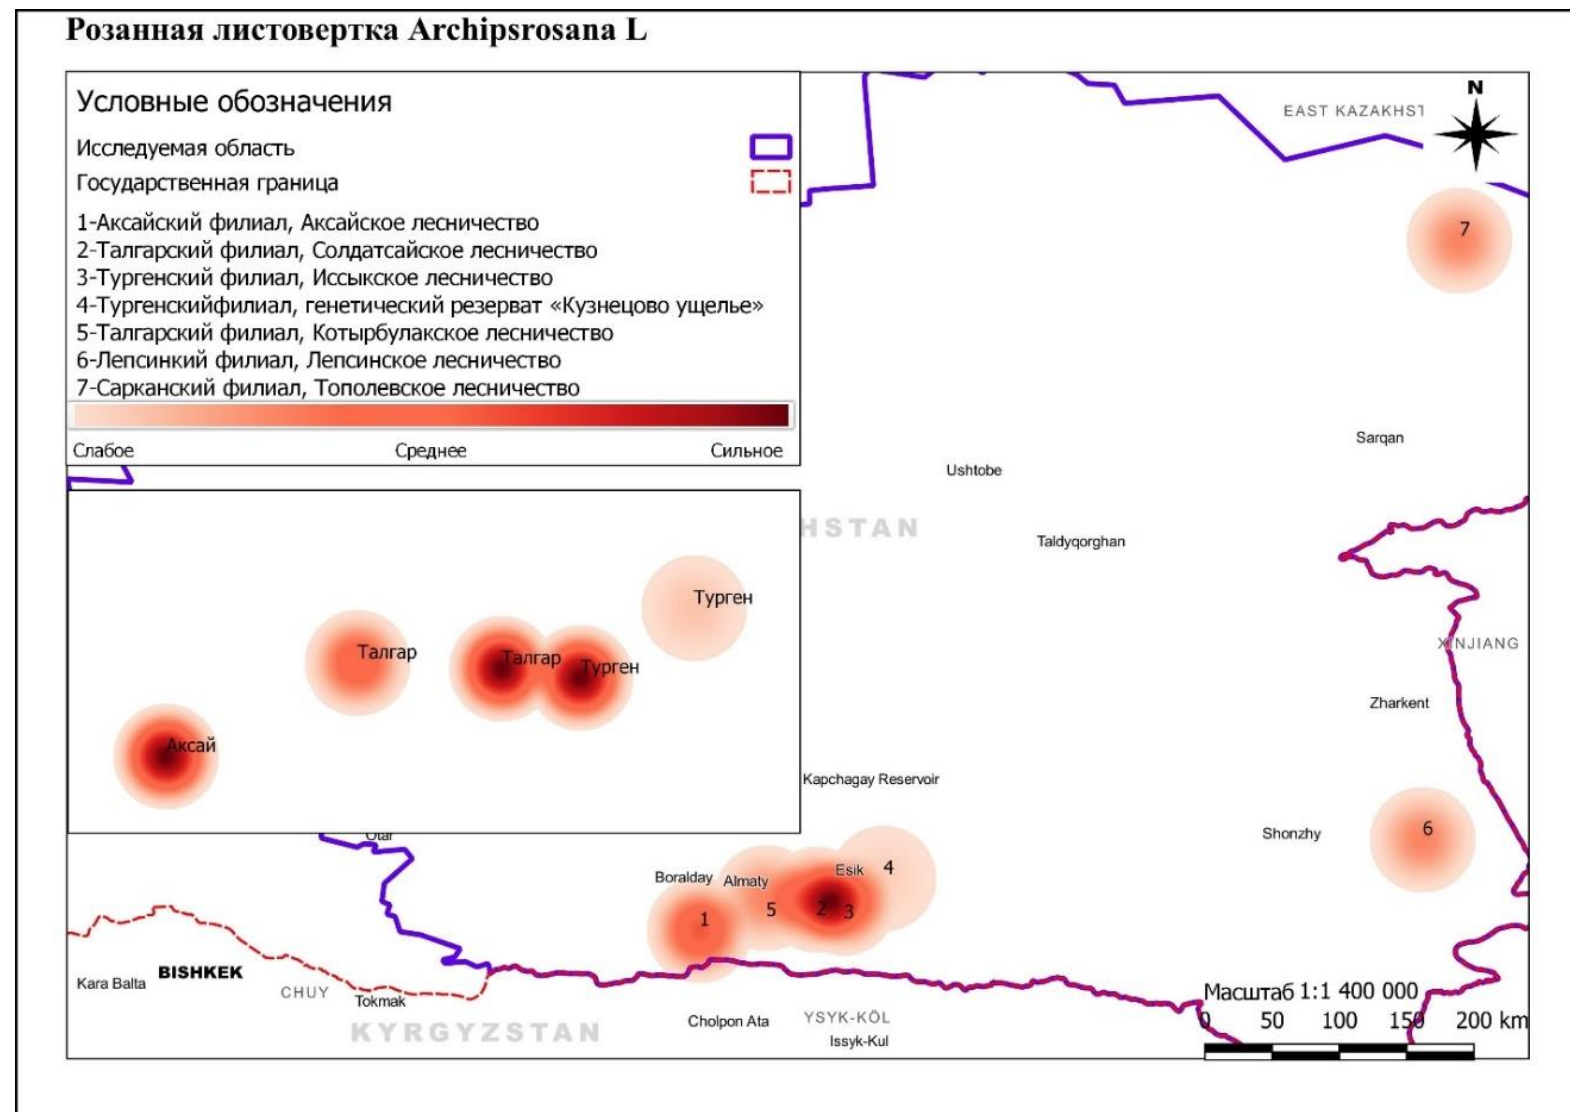 Розанная листовертка Archipsrosana L
Условные обозначения
Исследуемая область
Государственная граница
1-Аксайский филиал, Аксайское лесничество
2-Талгарский филиал, Солдатсайское лесничество
3-Тургенский филиал, Иссыкское лесничество
4-Тургенскийфилиал, генетический резерват «Кузнецово ущелье»
5-Талгарский филиал, Котырбулакское лесничество
6-Лепсинкий филиал, Лепсинское лесничество
7-Сарканский филиал, Тополевское лесничество
Слабое Среднее Сильное
N
EAST KAZAKHST
7
Sarqan
Ushtobe
HSTAN
Taldyqorghan
Турген
Талгар
Талгар
Турген
Аксай
XINJIANG
Zharkent
Kapchagay Reservoir
Shonzhy
6
Otar
Boralday
Almaty
Esik
4
1
5
2
3
Kara Balta
BISHKEK
CHUY
Tokmak
KYRGYZSTAN
Cholpon Ata
YSYK-KÖL
Issyk-Kul
Масштаб 1:1 400 000
0 50 100 150 200 km